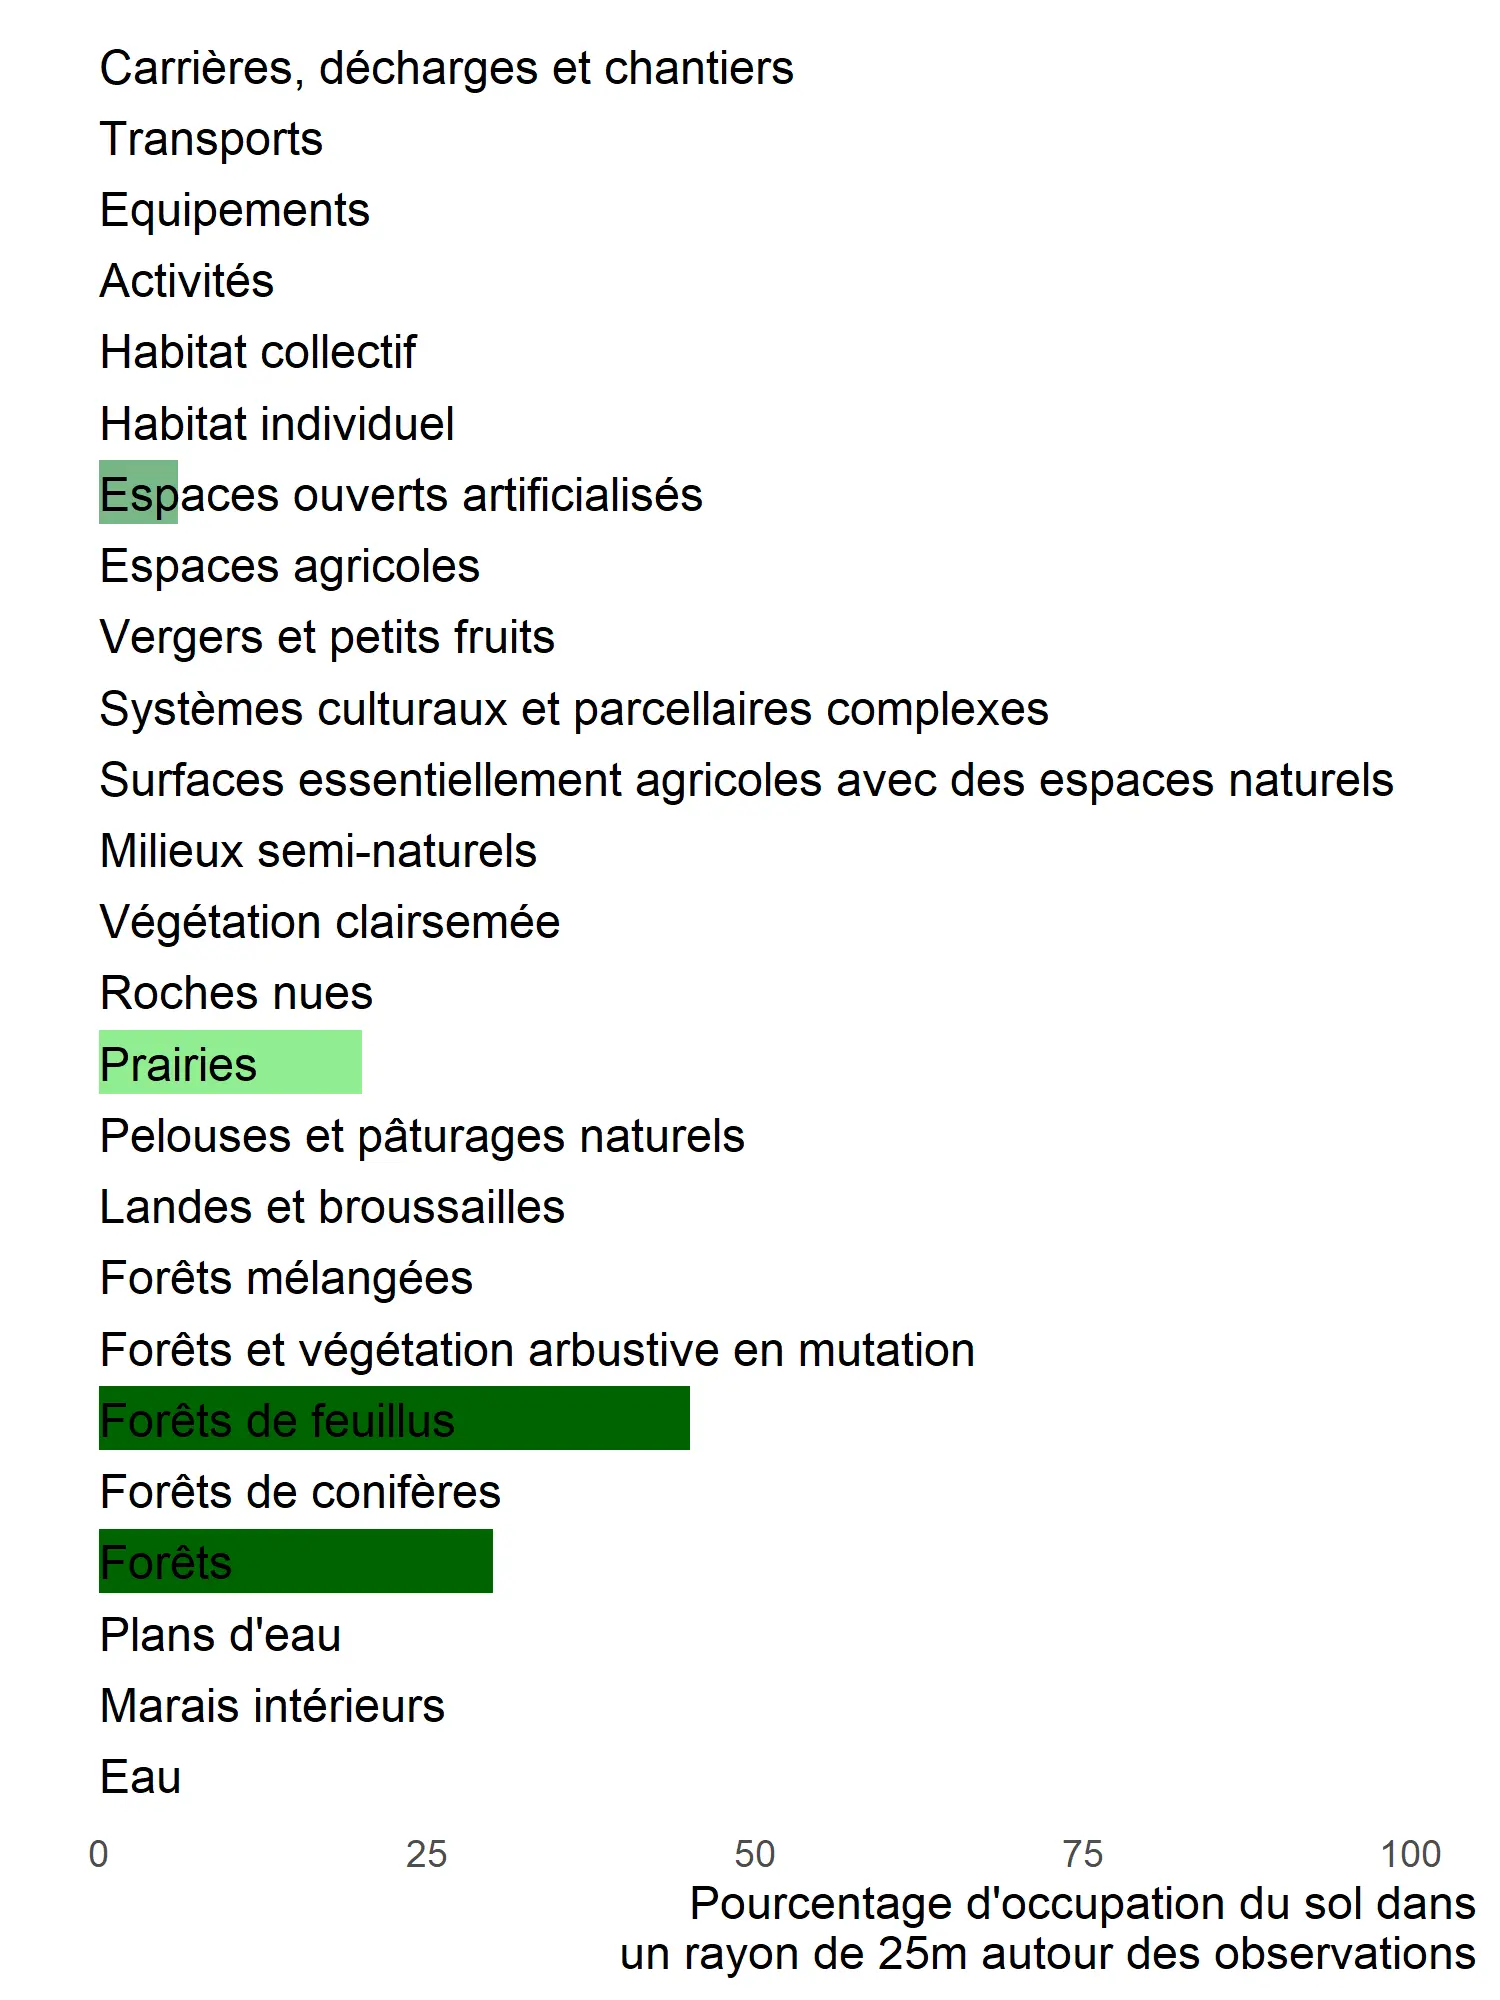 Carrières, décharges et chantiers
Transports
Equipements
Activités
Habitat collectif
Habitat individuel
Espaces ouverts artificialisés
Espaces agricoles
Vergers et petits fruits
Systèmes culturaux et parcellaires complexes
Surfaces essentiellement agricoles avec des espaces naturels
Milieux semi-naturels
Végétation clairsemée
Roches nues
Prairies
Pelouses et pâturages naturels
Landes et broussailles
Forêts mélangées
Forêts et végétation arbustive en mutation
Forêts de feuillus
Forêts de conifères
Forêts
Plans d'eau
Marais intérieurs
Eau
0 25 50 75 100
Pourcentage d'occupation du sol dans
un rayon de 25m autour des observations